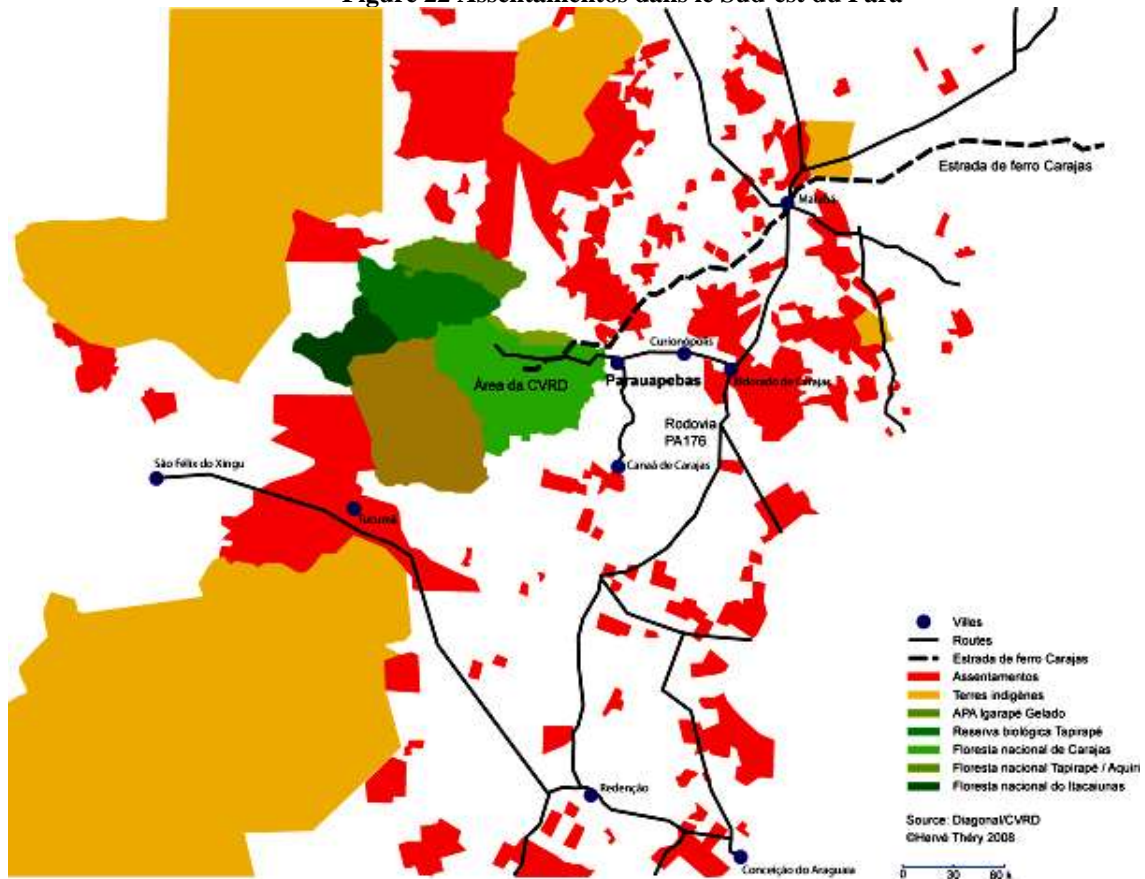 Figure 22 Assentamentos dans le Sud-est du Para
Estrada de ferro Carajas
Marabá
Curionópolis
Área da CVRD
Parauapebas
Eldorado de Carajas
Rodovia
PA176
São Félix do Xingu
Canaã de Carajas
Tucumã
Redenção
Conceição do Araguaia
Villes
Routes
Estrada de ferro Carajas
Assentamentos
Terres indigènes
APA Igarapé Gelado
Reserva biológica Tapirapé
Floresta nacional de Carajas
Floresta nacional Tapirapé / Aquiri
Floresta nacional do Itacaiunas
Source: Diagonal/CVRD
©Hervé Théry 2008
0 30 60 k